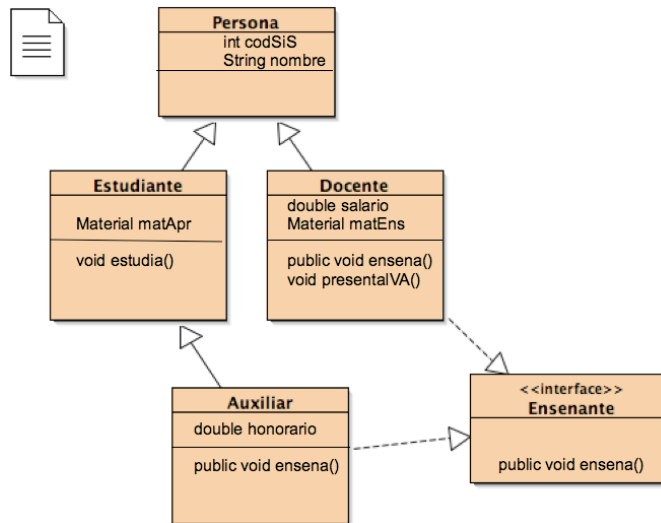 Persona
int codSiS
String nombre
Estudiante
Material matApr
void estudia()
Docente
double salario
Material matEns
public void ensena()
void presentaIVA()
Auxiliar
double honorario
public void ensena()
<<interface>>
Ensenante
public void ensena()